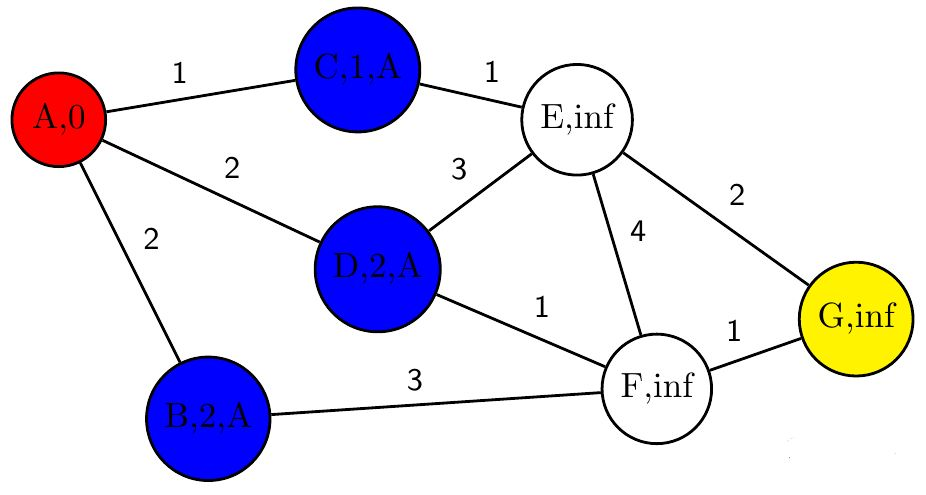 C,1,A
1
1
A,0
E,inf
2
3
2
4
2
D,2,A
1
G,inf
1
3
F,inf
B,2,A